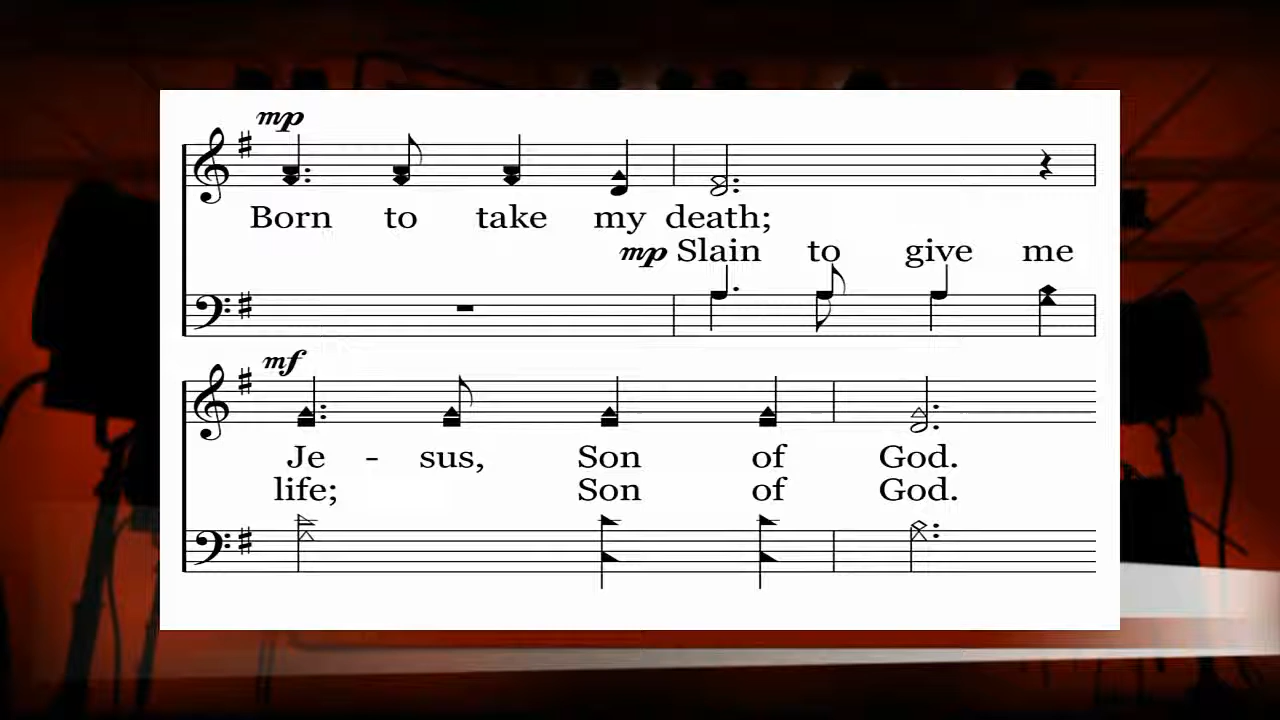 mp
Born to take my death;
mp Slain to give me
mf
Je - sus, Son of God.
life; Son of God.